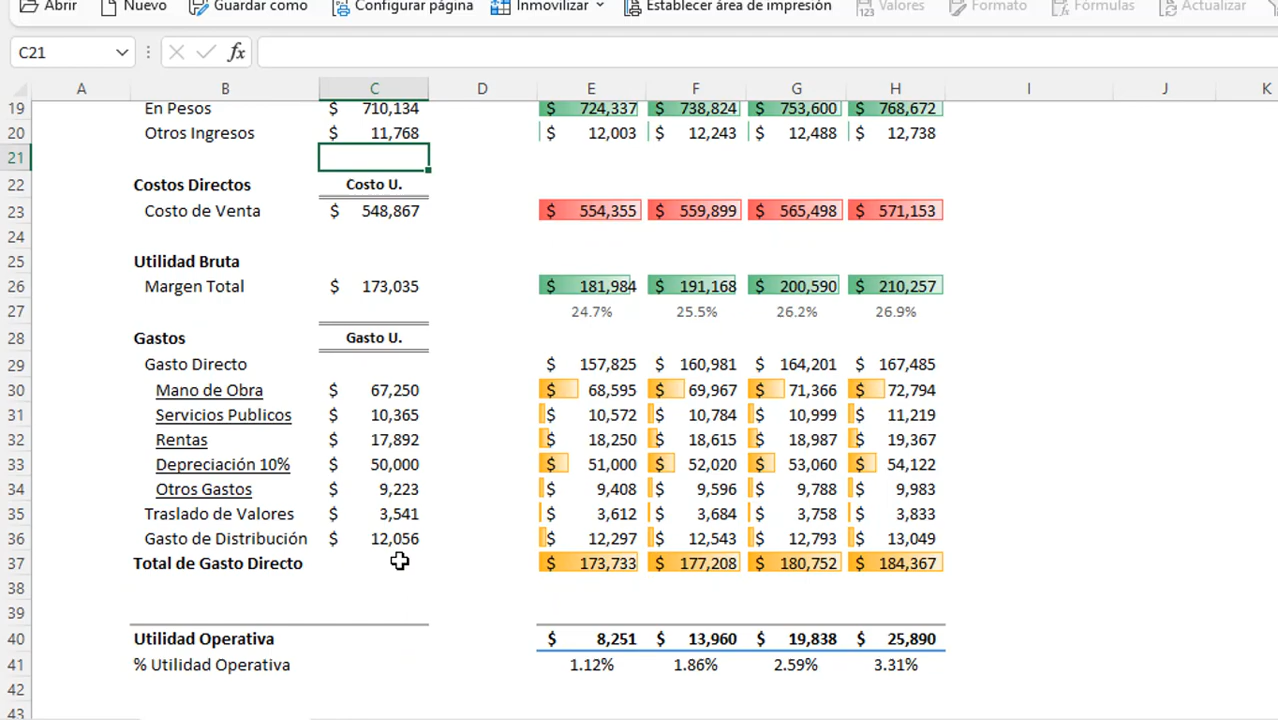 Abrir Nuevo Guardar como Configurar página Inmovilizar Establecer área de impresión Valores Formato Fórmulas Actualizar
C21 fx
A B C D E F G H I J K
19 En Pesos $ 710,134 $ 724,337 $ 738,824 $ 753,600 $ 768,672
20 Otros Ingresos $ 11,768 $ 12,003 $ 12,243 $ 12,488 $ 12,738
21
22 Costos Directos Costo U.
23 Costo de Venta $ 548,867 $ 554,355 $ 559,899 $ 565,498 $ 571,153
24
25 Utilidad Bruta
26 Margen Total $ 173,035 $ 181,984 $ 191,168 $ 200,590 $ 210,257
27 24.7% 25.5% 26.2% 26.9%
28 Gastos Gasto U.
29 Gasto Directo $ 157,825 $ 160,981 $ 164,201 $ 167,485
30 Mano de Obra $ 67,250 $ 68,595 $ 69,967 $ 71,366 $ 72,794
31 Servicios Publicos $ 10,365 $ 10,572 $ 10,784 $ 10,999 $ 11,219
32 Rentas $ 17,892 $ 18,250 $ 18,615 $ 18,987 $ 19,367
33 Depreciación 10% $ 50,000 $ 51,000 $ 52,020 $ 53,060 $ 54,122
34 Otros Gastos $ 9,223 $ 9,408 $ 9,596 $ 9,788 $ 9,983
35 Traslado de Valores $ 3,541 $ 3,612 $ 3,684 $ 3,758 $ 3,833
36 Gasto de Distribución $ 12,056 $ 12,297 $ 12,543 $ 12,793 $ 13,049
37 Total de Gasto Directo $ 173,733 $ 177,208 $ 180,752 $ 184,367
38
39
40 Utilidad Operativa $ 8,251 $ 13,960 $ 19,838 $ 25,890
41 % Utilidad Operativa 1.12% 1.86% 2.59% 3.31%
42
43